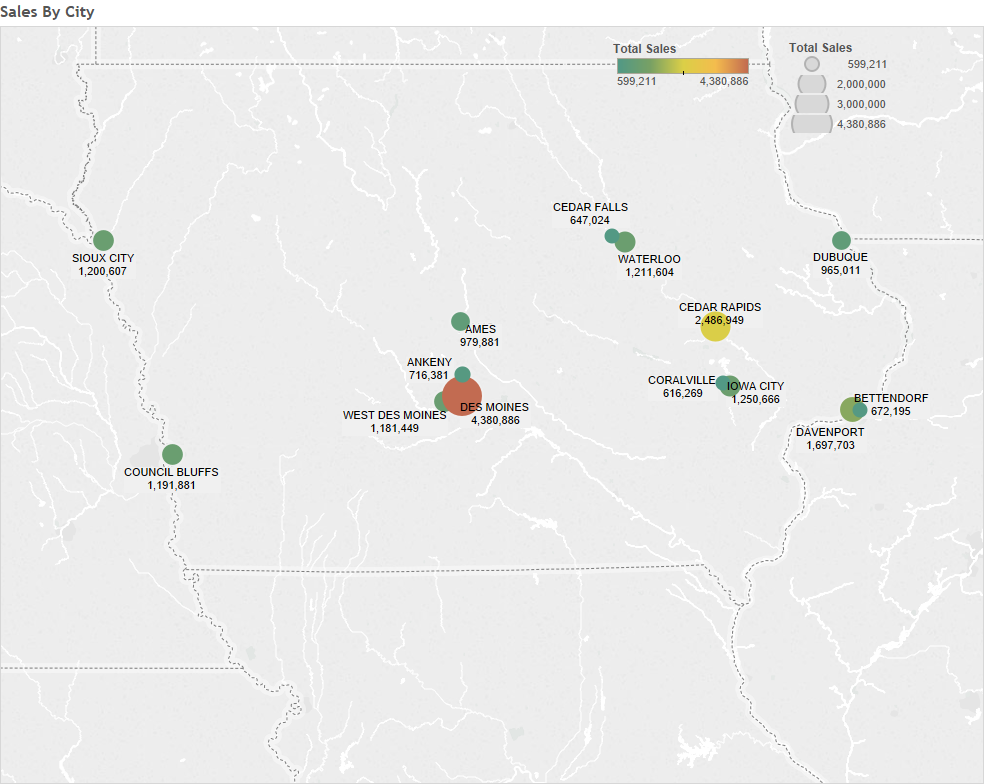 Sales By City
Total Sales
599,211
4,380,886
Total Sales
599,211
2,000,000
3,000,000
4,380,886
CEDAR FALLS
647,024
WATERLOO
1,211,604
SIOUX CITY
1,200,607
DUBUQUE
965,011
CEDAR RAPIDS
2,486,949
AMES
979,881
ANKENY
716,381
CORALVILLE
616,269
IOWA CITY
1,250,666
WEST DES MOINES
1,181,449
DES MOINES
4,380,886
BETTENDORF
672,195
DAVENPORT
1,697,703
COUNCIL BLUFFS
1,191,881